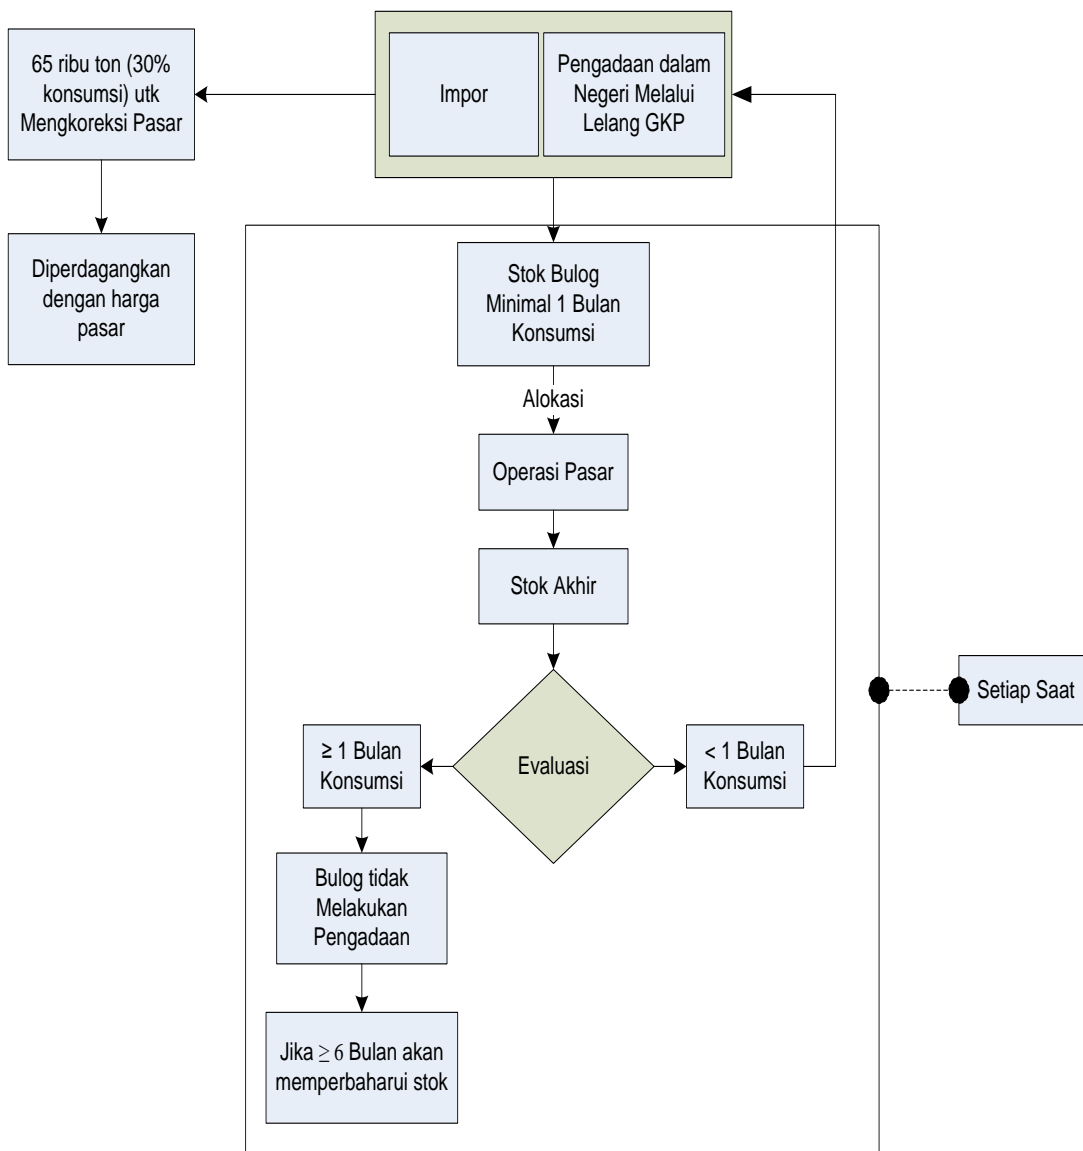 65 ribu ton (30%
konsumsi) utk
Mengkoreksi Pasar
Impor
Pengadaan dalam
Negeri Melalui
Lelang GKP
Diperdagangkan
dengan harga
pasar
Stok Bulog
Minimal 1 Bulan
Konsumsi
Alokasi
Operasi Pasar
Stok Akhir
Setiap Saat
≥ 1 Bulan
Konsumsi
Evaluasi
< 1 Bulan
Konsumsi
Bulog tidak
Melakukan
Pengadaan
Jika ≥ 6 Bulan akan
memperbaharui stok